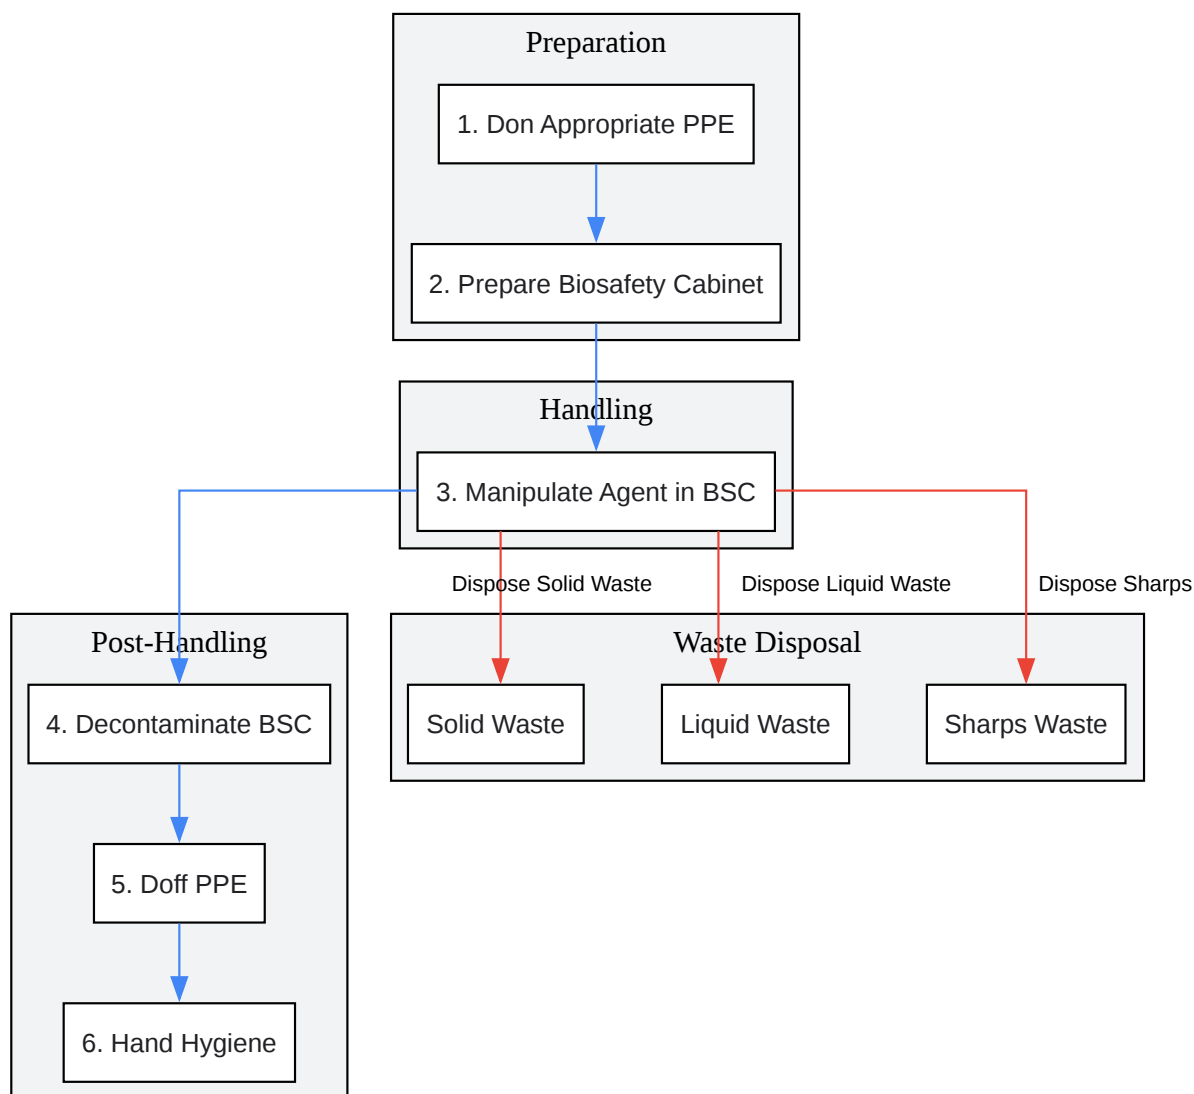 Preparation
1. Don Appropriate PPE
2. Prepare Biosafety Cabinet
Handling
3. Manipulate Agent in BSC
Dispose Solid Waste
Dispose Liquid Waste
Dispose Sharps
Post-Handling
4. Decontaminate BSC
5. Doff PPE
6. Hand Hygiene
Waste Disposal
Solid Waste
Liquid Waste
Sharps Waste